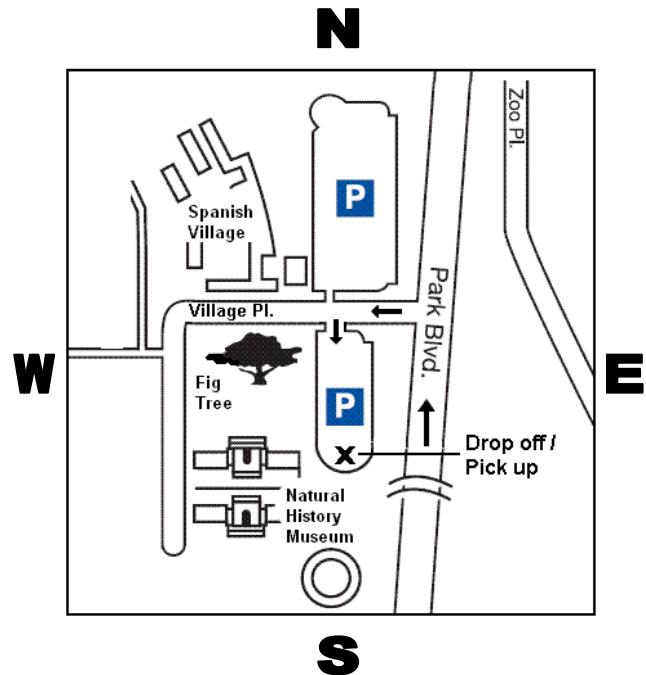 N
Zoo Pl.
P
Spanish
Village
Park Blvd.
Village Pl.
W
E
Fig
Tree
P
X
Drop off /
Pick up
Natural
History
Museum
S